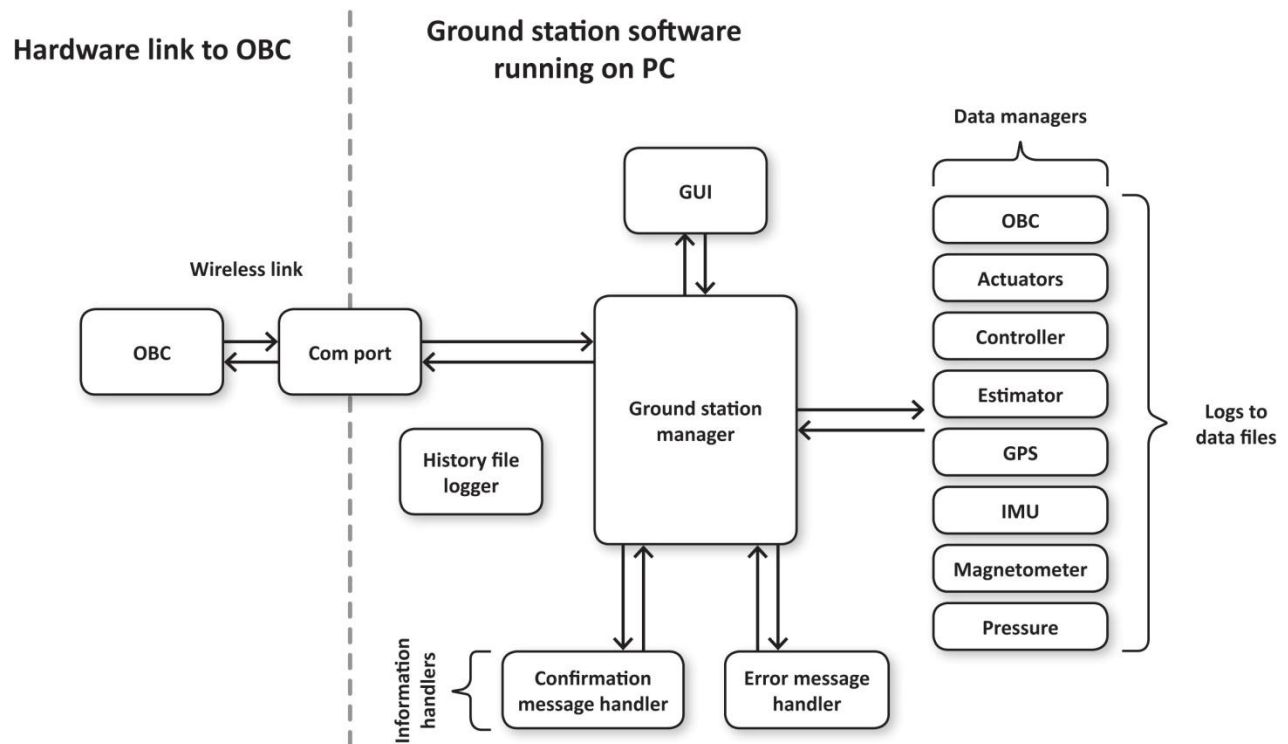 Hardware link to OBC
Ground station software
running on PC
Data managers
GUI
OBC
Actuators
Controller
Estimator
GPS
IMU
Magnetometer
Pressure
Logs to
data files
Wireless link
OBC
Com port
Ground station
manager
History file
logger
Information
handlers
Confirmation
message handler
Error message
handler